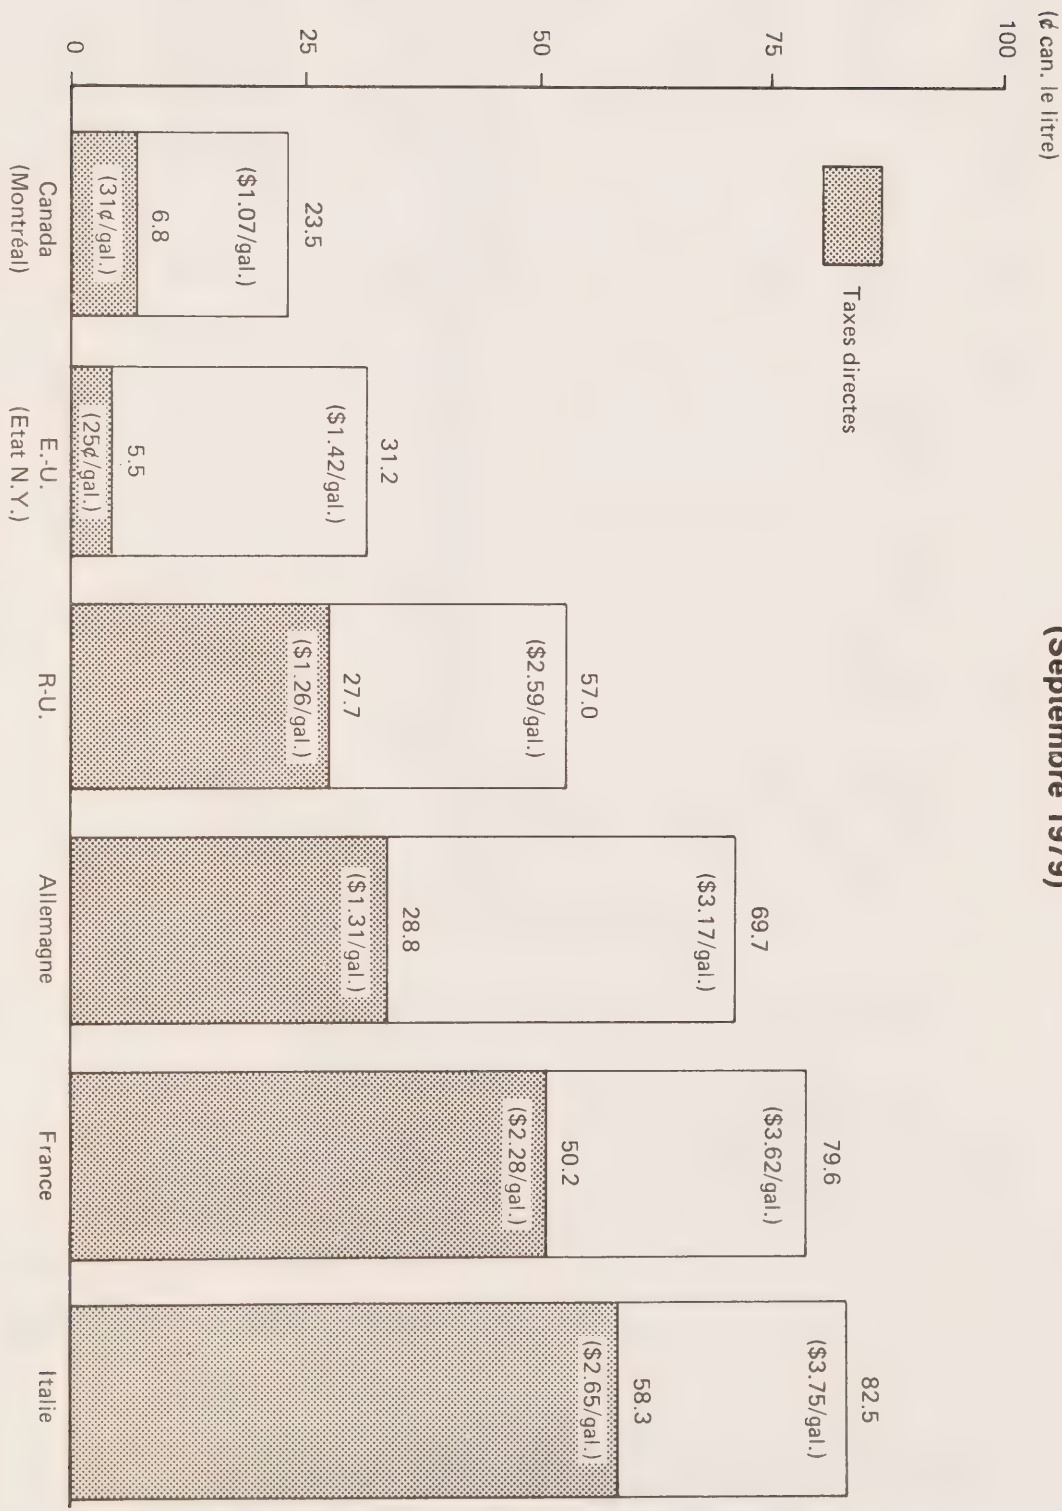 (Septembre 1979)
(¢ can. le litre)
100
75
50
25
0
Taxes directes
23.5
($1.07/gal.)
6.8
(31¢/gal.)
Canada
(Montréal)
31.2
($1.42/gal.)
5.5
(25¢/gal.)
E.-U.
(Etat N.Y.)
57.0
($2.59/gal.)
27.7
($1.26/gal.)
R-U.
69.7
($3.17/gal.)
28.8
($1.31/gal.)
Allemagne
79.6
($3.62/gal.)
50.2
($2.28/gal.)
France
82.5
($3.75/gal.)
58.3
($2.65/gal.)
Italie